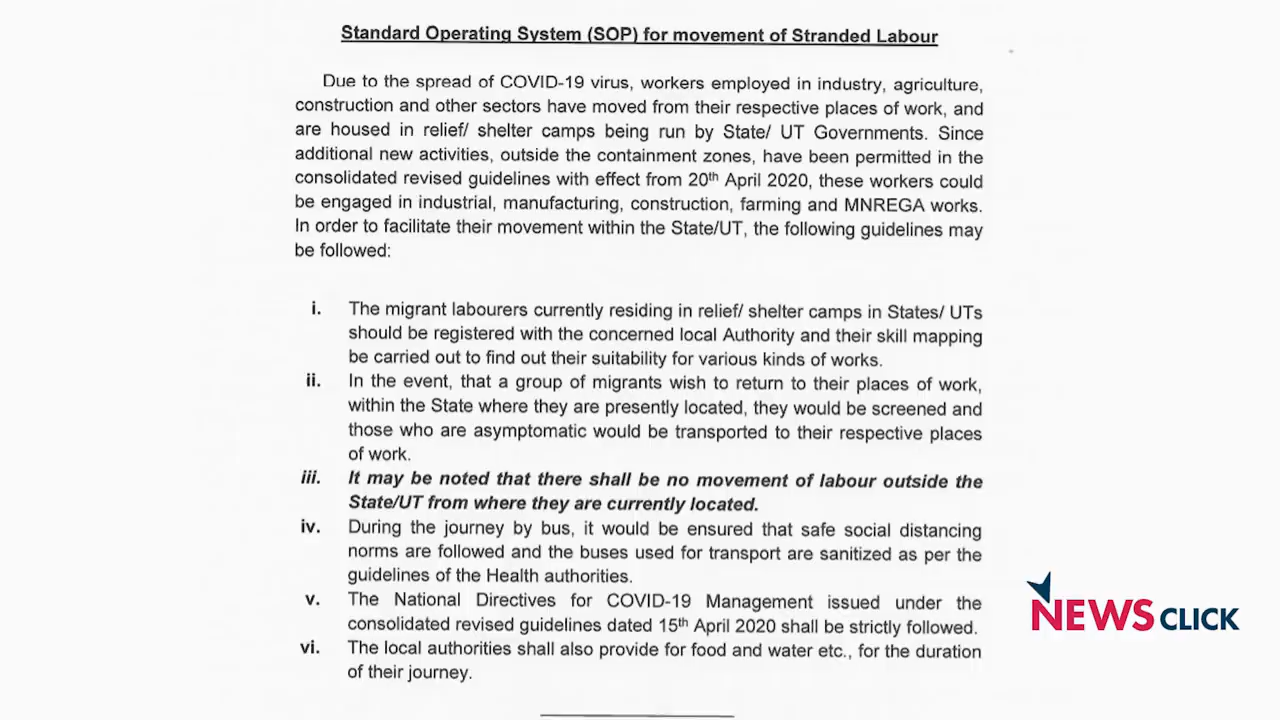 Standard Operating System (SOP) for movement of Stranded Labour
Due to the spread of COVID-19 virus, workers employed in industry, agriculture,
construction and other sectors have moved from their respective places of work, and
are housed in relief/ shelter camps being run by State/ UT Governments. Since
additional new activities, outside the containment zones, have been permitted in the
consolidated revised guidelines with effect from 20th April 2020, these workers could
be engaged in industrial, manufacturing, construction, farming and MNREGA works.
In order to facilitate their movement within the State/UT, the following guidelines may
be followed:
i. The migrant labourers currently residing in relief/ shelter camps in States/ UTs
should be registered with the concerned local Authority and their skill mapping
be carried out to find out their suitability for various kinds of works.
ii. In the event, that a group of migrants wish to return to their places of work,
within the State where they are presently located, they would be screened and
those who are asymptomatic would be transported to their respective places
of work.
iii. It may be noted that there shall be no movement of labour outside the
State/UT from where they are currently located.
iv. During the journey by bus, it would be ensured that safe social distancing
norms are followed and the buses used for transport are sanitized as per the
guidelines of the Health authorities.
v. The National Directives for COVID-19 Management issued under the
consolidated revised guidelines dated 15th April 2020 shall be strictly followed.
vi. The local authorities shall also provide for food and water etc., for the duration
of their journey.
NEWS CLICK